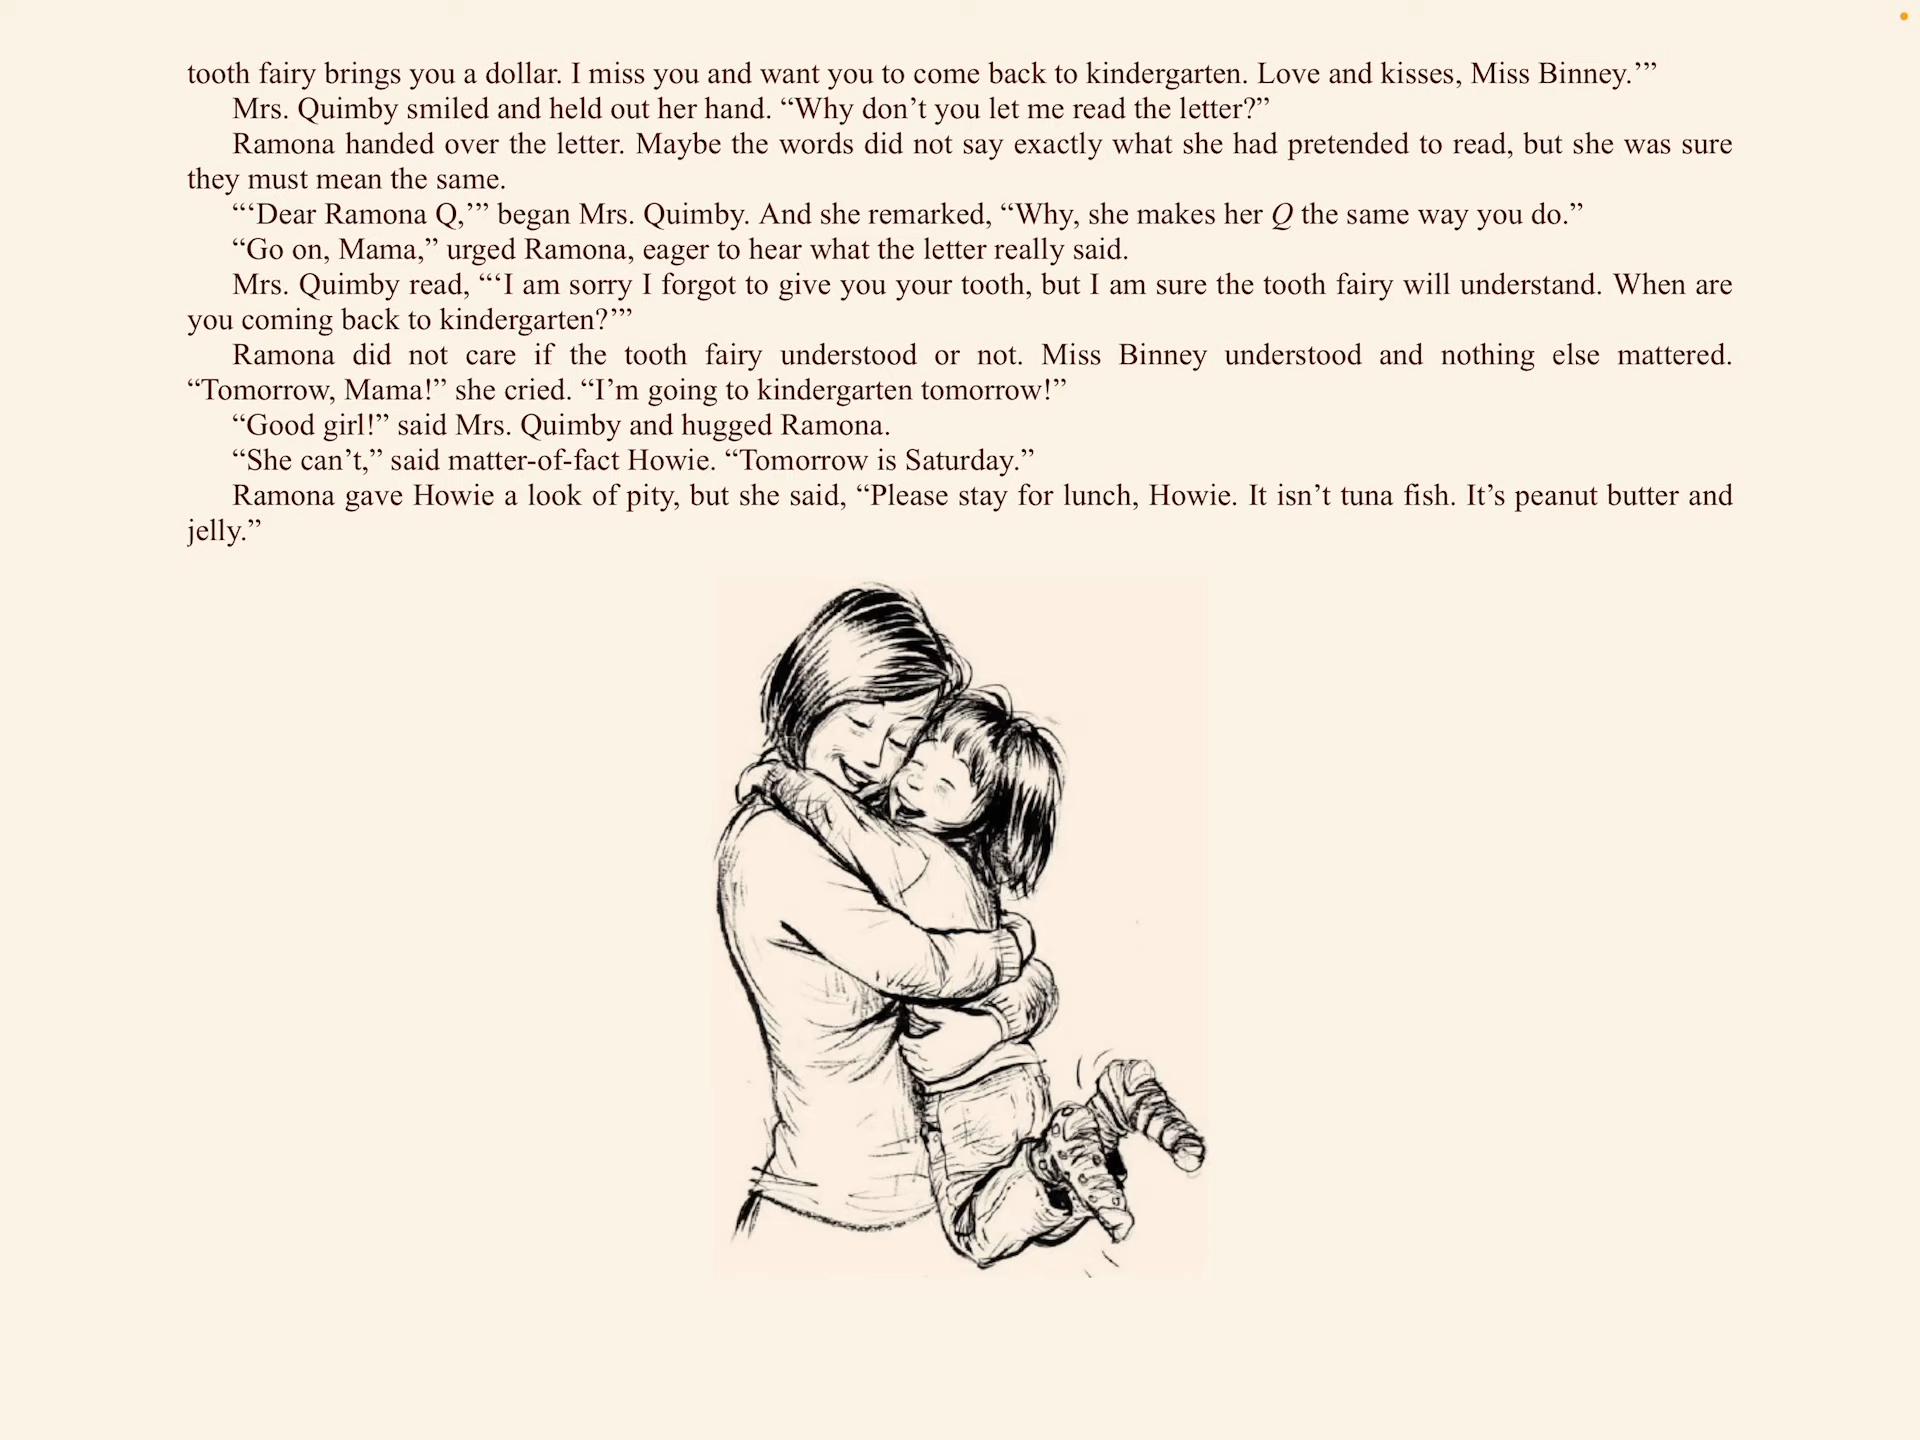 tooth fairy brings you a dollar. I miss you and want you to come back to kindergarten. Love and kisses, Miss Binney.’”
Mrs. Quimby smiled and held out her hand. “Why don’t you let me read the letter?”
Ramona handed over the letter. Maybe the words did not say exactly what she had pretended to read, but she was sure
they must mean the same.
“‘Dear Ramona Q,’” began Mrs. Quimby. And she remarked, “Why, she makes her Q the same way you do.”
“Go on, Mama,” urged Ramona, eager to hear what the letter really said.
Mrs. Quimby read, “‘I am sorry I forgot to give you your tooth, but I am sure the tooth fairy will understand. When are
you coming back to kindergarten?’”
Ramona did not care if the tooth fairy understood or not. Miss Binney understood and nothing else mattered.
“Tomorrow, Mama!” she cried. “I’m going to kindergarten tomorrow!”
“Good girl!” said Mrs. Quimby and hugged Ramona.
“She can’t,” said matter-of-fact Howie. “Tomorrow is Saturday.”
Ramona gave Howie a look of pity, but she said, “Please stay for lunch, Howie. It isn’t tuna fish. It’s peanut butter and
jelly.”